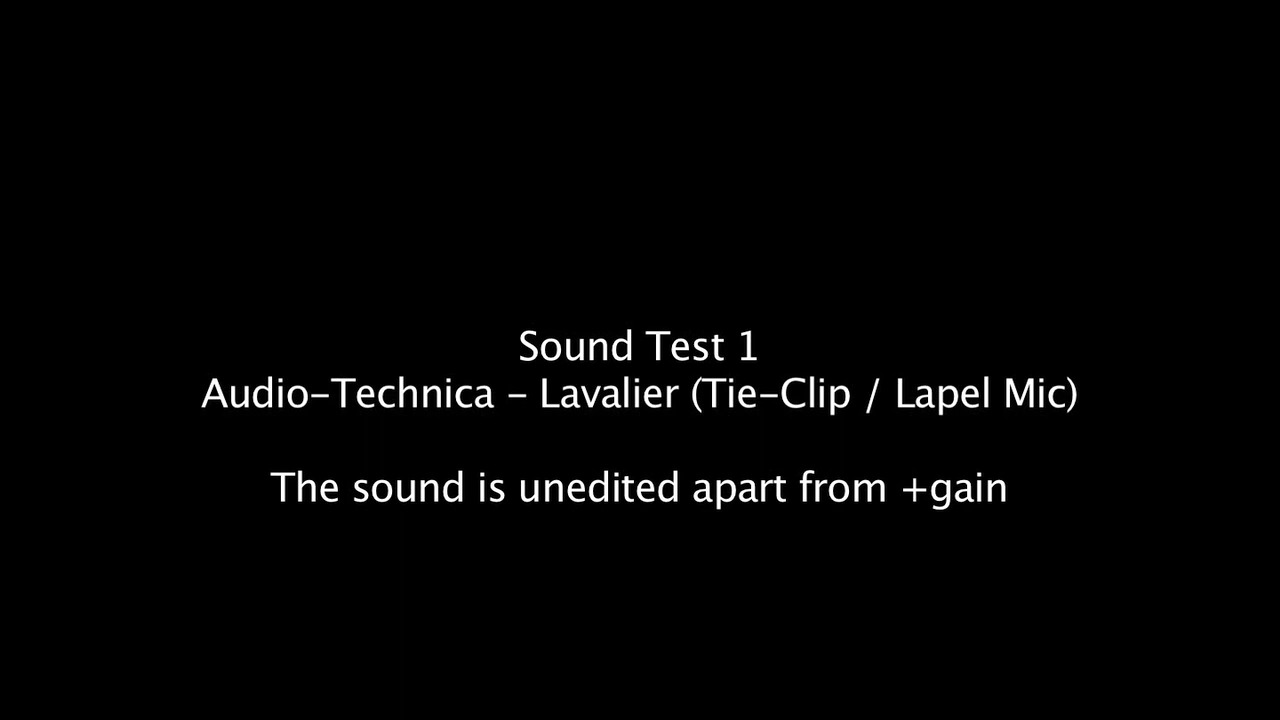 Sound Test 1
Audio-Technica - Lavalier (Tie-Clip / Lapel Mic)
The sound is unedited apart from +gain